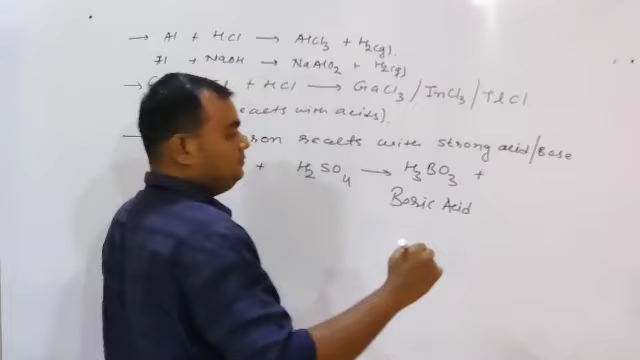 → Al + HCl → AlCl3 + H2(g).
Al + NaOH → NaAlO2 + H2(g)
→ + HCl → GaCl3 / InCl3 / TlCl
reacts with acids).
→ Boron reacts with strong acid/Base
+ H2SO4 → H3BO3 +
Boric Acid